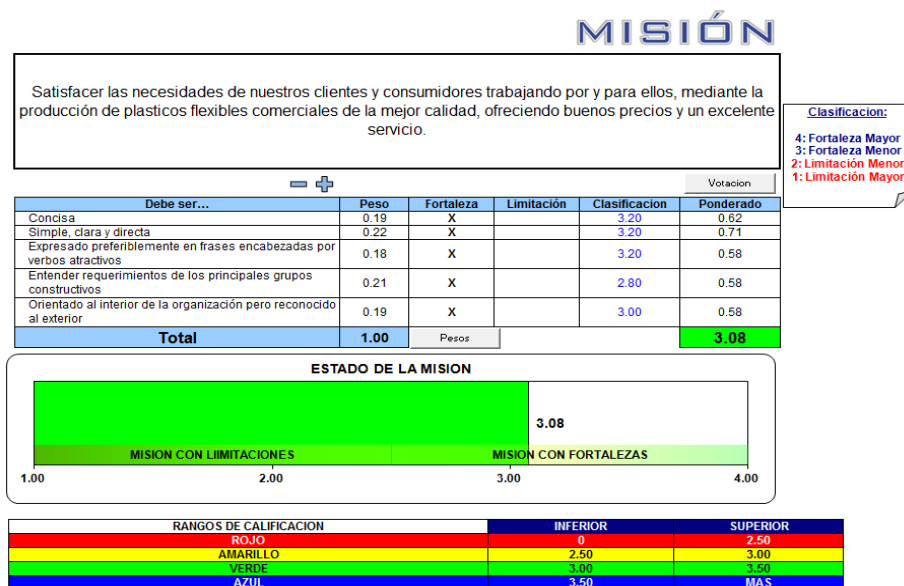 MISIÓN
Satisfacer las necesidades de nuestros clientes y consumidores trabajando por y para ellos, mediante la
producción de plasticos flexibles comerciales de la mejor calidad, ofreciendo buenos precios y un excelente
servicio.
Clasificacion:
4: Fortaleza Mayor
3: Fortaleza Menor
2: Limitación Menor
1: Limitación Mayor
Votacion
Debe ser... Peso Fortaleza Limitación Clasificacion Ponderado
Concisa 0.19 X 3.20 0.62
Simple, clara y directa 0.22 X 3.20 0.71
Expresado preferiblemente en frases encabezadas por
verbos atractivos 0.18 X 3.20 0.58
Entender requerimientos de los principales grupos
constructivos 0.21 X 2.80 0.58
Orientado al interior de la organización pero reconocido
al exterior 0.19 X 3.00 0.58
Total 1.00 Pesos 3.08
ESTADO DE LA MISION
3.08
MISION CON LIIMITACIONES MISION CON FORTALEZAS
1.00 2.00 3.00 4.00
RANGOS DE CALIFICACION INFERIOR SUPERIOR
ROJO 0 2.50
AMARILLO 2.50 3.00
VERDE 3.00 3.50
AZUL 3.50 MAS